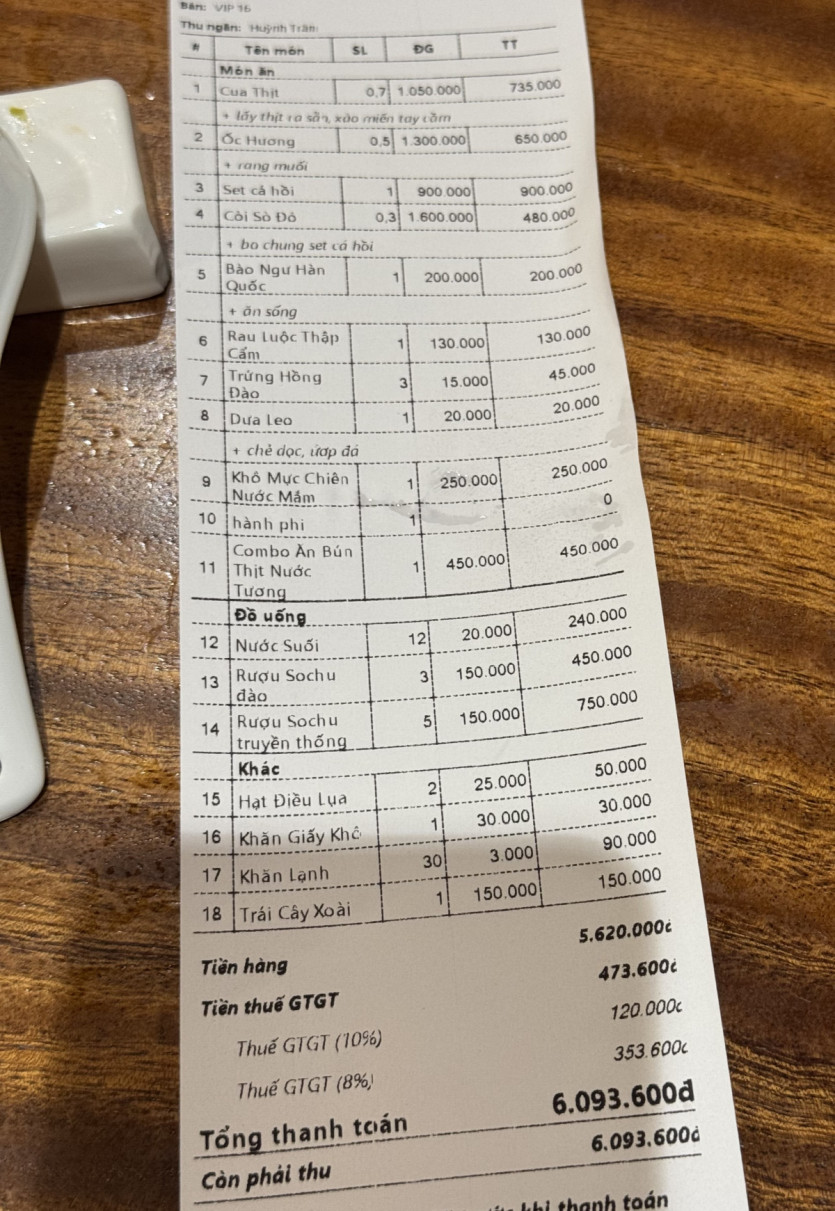 Bàn: VIP 16
Thu ngân: Huỳnh Trâm
# Tên món SL ĐG TT
Món ăn
1 Cua Thịt 0,7 1.050.000 735.000
+ lấy thịt ra sẵn, xào miến tay cầm
2 Ốc Hương 0,5 1.300.000 650.000
+ rang muối
3 Set cá hồi 1 900.000 900.000
4 Còi Sò Đỏ 0,3 1.600.000 480.000
+ bo chung set cá hồi
5 Bào Ngư Hàn 1 200.000 200.000
Quốc
+ ăn sống
6 Rau Luộc Thập 1 130.000 130.000
Cẩm
7 Trứng Hồng 3 15.000 45.000
Đào
8 Dưa Leo 1 20.000 20.000
+ chẻ dọc, ướp đá
9 Khô Mực Chiên 1 250.000 250.000
Nước Mắm
10 hành phi 1 0
Combo Ăn Bún
11 Thịt Nước 1 450.000 450.000
Tương
Đồ uống
12 Nước Suối 12 20.000 240.000
13 Rượu Sochu 3 150.000 450.000
đào
14 Rượu Sochu 5 150.000 750.000
truyền thống
Khác
15 Hạt Điều Lụa 2 25.000 50.000
16 Khăn Giấy Khô 1 30.000 30.000
17 Khăn Lạnh 30 3.000 90.000
18 Trái Cây Xoài 1 150.000 150.000
Tiền hàng 5.620.000đ
Tiền thuế GTGT 473.600đ
Thuế GTGT (10%) 120.000đ
Thuế GTGT (8%) 353.600đ
Tổng thanh toán 6.093.600đ
Còn phải thu 6.093.600đ
khi thanh toán